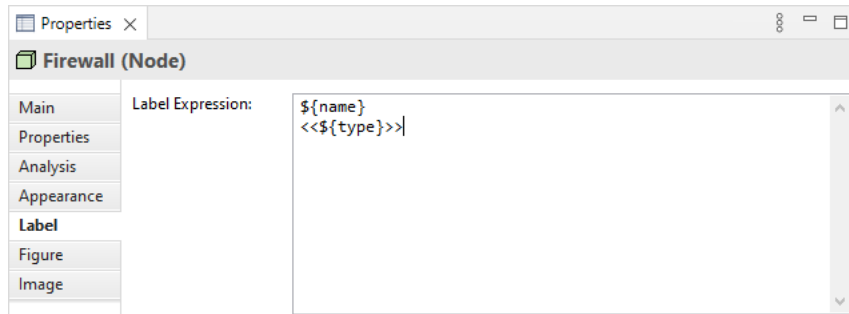 Properties
Firewall (Node)
Main
Properties
Analysis
Appearance
Label
Figure
Image
Label Expression:
${name}
<<${type}>>